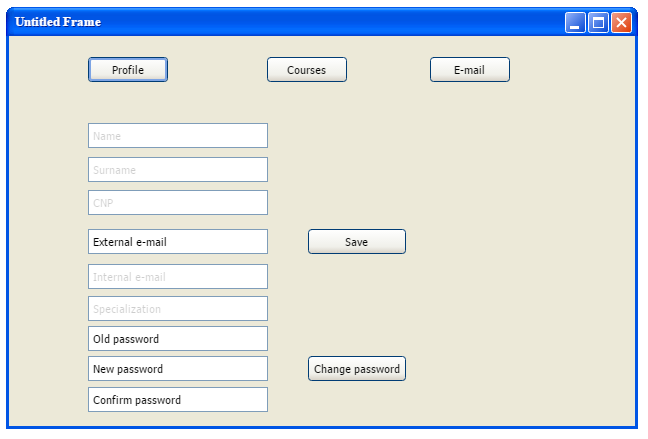 Untitled Frame
Profile
Courses
E-mail
Name
Surname
CNP
External e-mail
Save
Internal e-mail
Specialization
Old password
New password
Change password
Confirm password